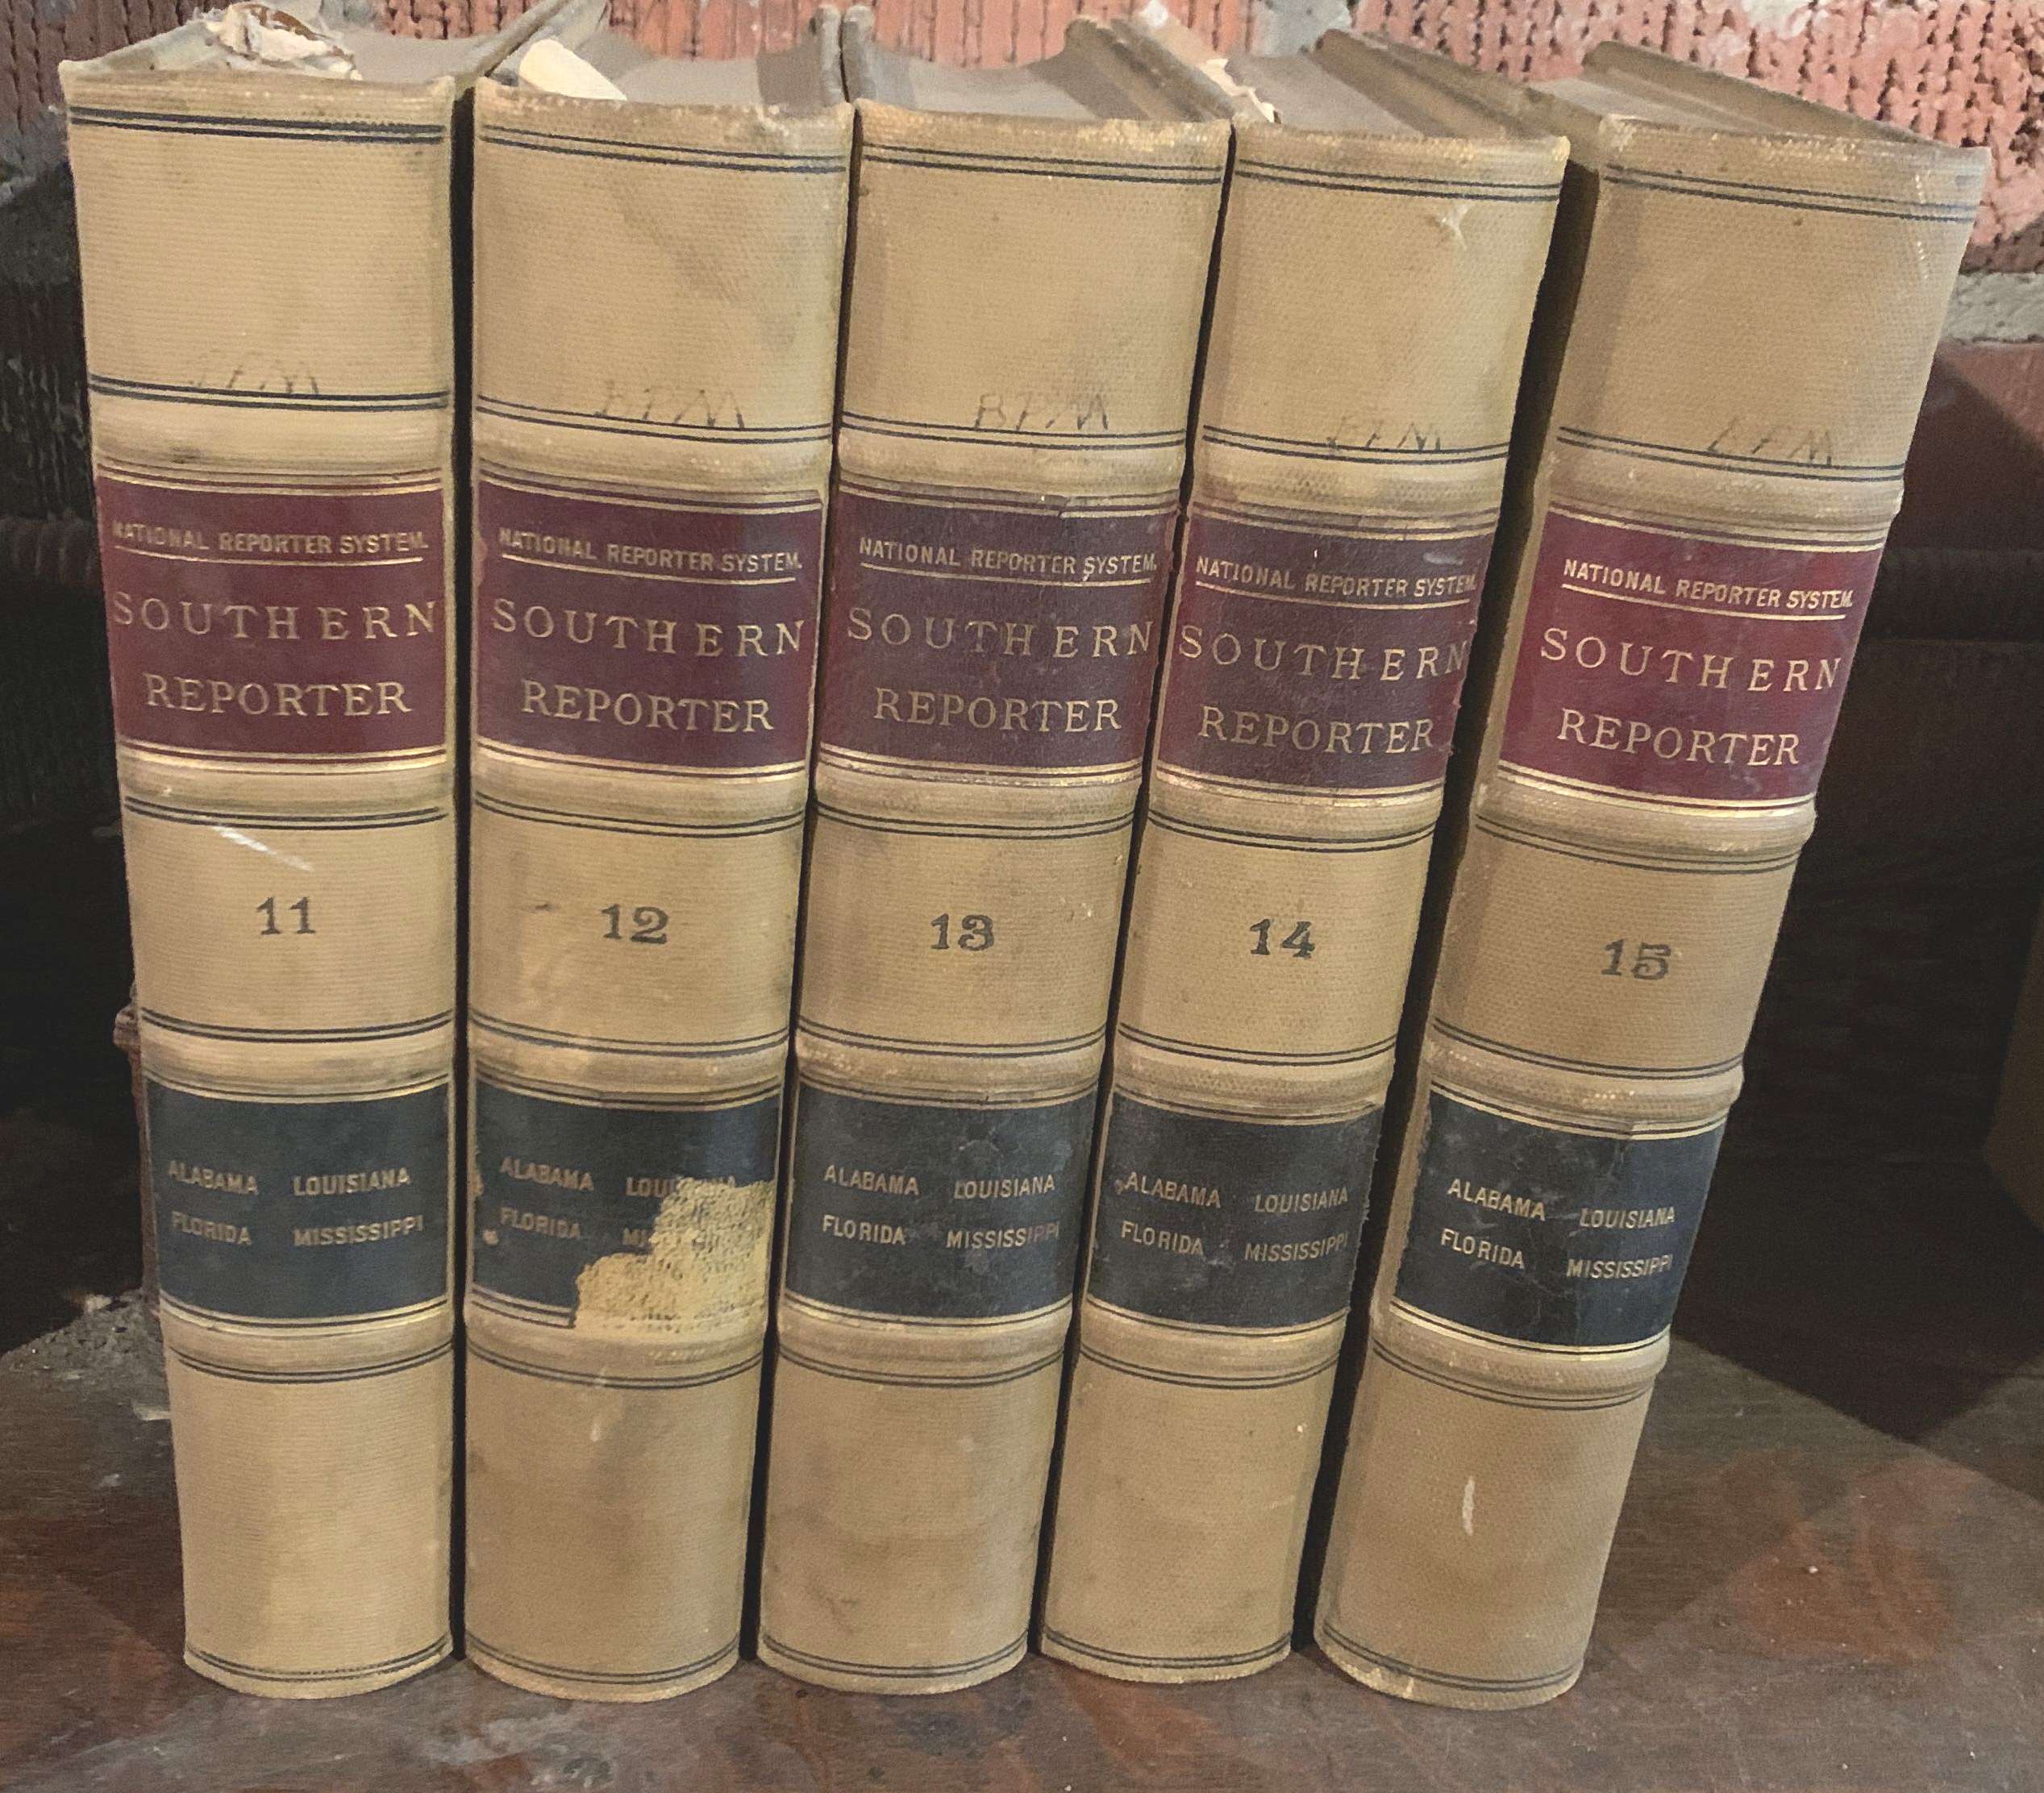 BPM
NATIONAL REPORTER SYSTEM.
SOUTHERN
REPORTER
11
ALABAMA LOUISIANA
FLORIDA MISSISSIPPI
NATIONAL REPORTER SYSTEM.
SOUTHERN
REPORTER
12
ALABAMA
FLORIDA
NATIONAL REPORTER SYSTEM.
SOUTHERN
REPORTER
13
ALABAMA LOUISIANA
FLORIDA MISSISSIPPI
NATIONAL REPORTER SYSTEM.
SOUTHERN
REPORTER
14
ALABAMA LOUISIANA
FLORIDA MISSISSIPPI
NATIONAL REPORTER SYSTEM.
SOUTHERN
REPORTER
15
ALABAMA LOUISIANA
FLORIDA MISSISSIPPI